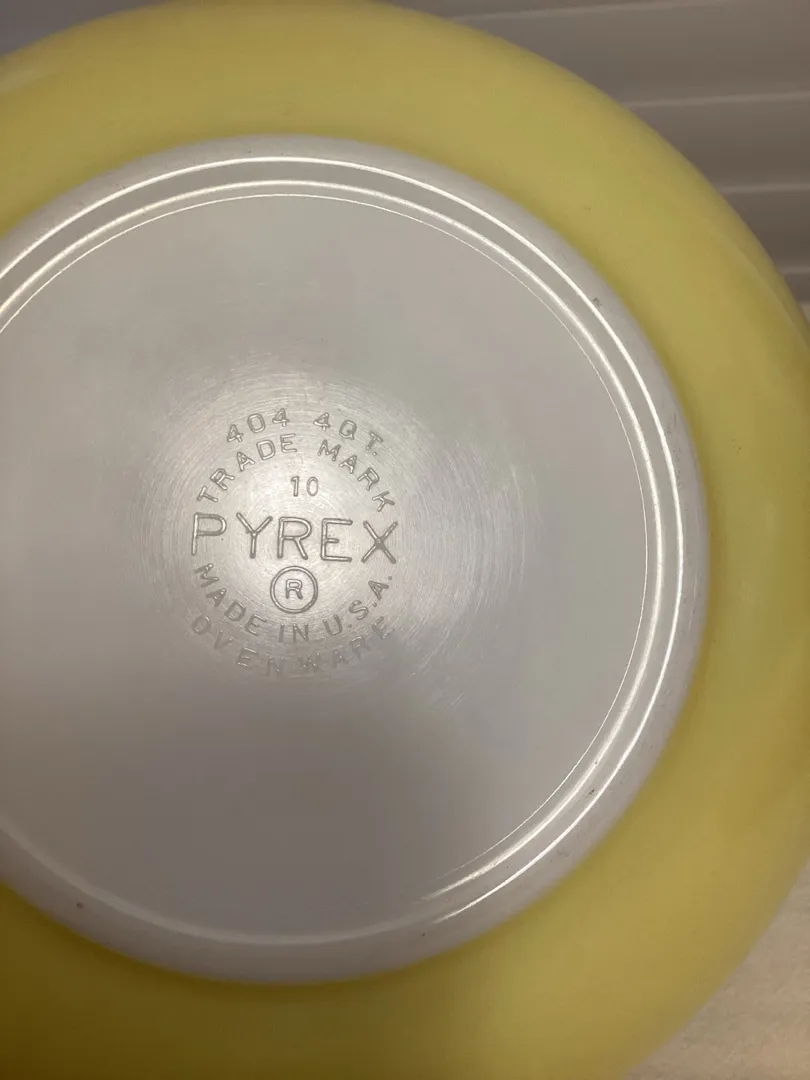 404 4QT.
TRADE MARK
10
PYREX
®
MADE IN U.S.A.
OVEN WARE